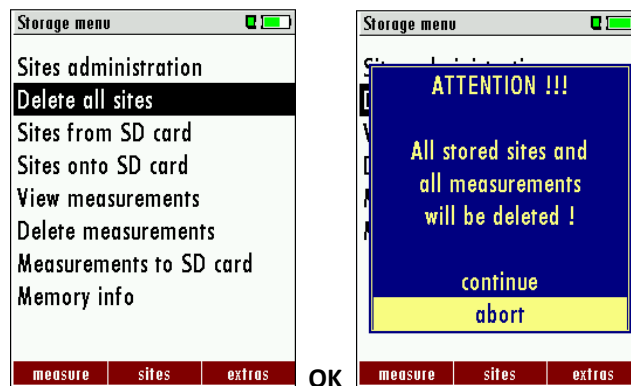 Storage menu
Sites administration
Delete all sites
Sites from SD card
Sites onto SD card
View measurements
Delete measurements
Measurements to SD card
Memory info
measure sites extras
OK
Storage menu
ATTENTION !!!
All stored sites and
all measurements
will be deleted !
continue
abort
measure sites extras